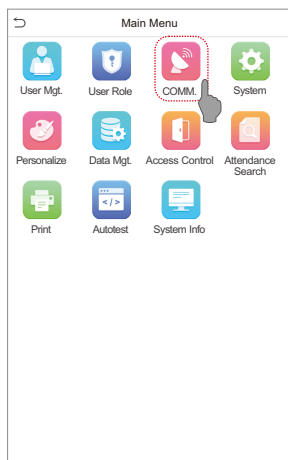 Main Menu
User Mgt.
User Role
COMM.
System
Personalize
Data Mgt.
Access Control
Attendance
Search
Print
Autotest
System Info